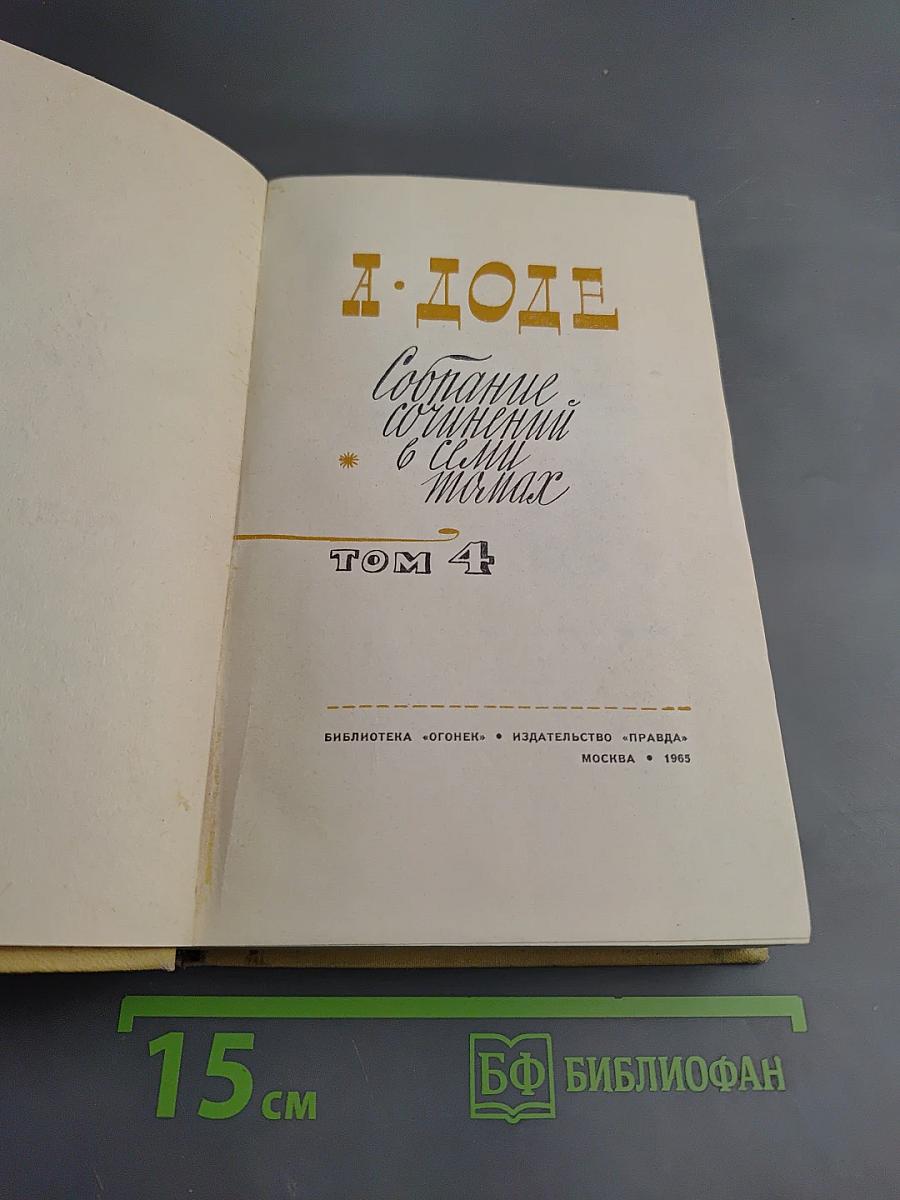 А·ДОДЕ
Собрание
сочинений
в семи
томах
ТОМ 4
БИБЛИОТЕКА «ОГОНЕК» • ИЗДАТЕЛЬСТВО «ПРАВДА»
МОСКВА • 1965
15 см
БФ БИБЛИОФАН